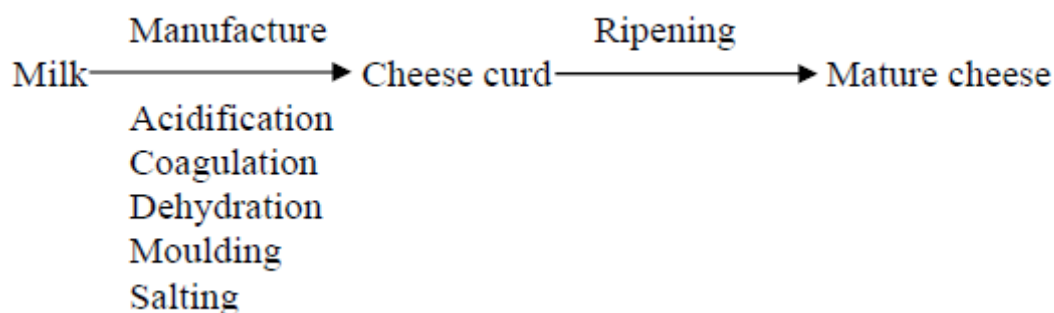 Manufacture Ripening
Milk Cheese curd Mature cheese
Acidification
Coagulation
Dehydration
Moulding
Salting